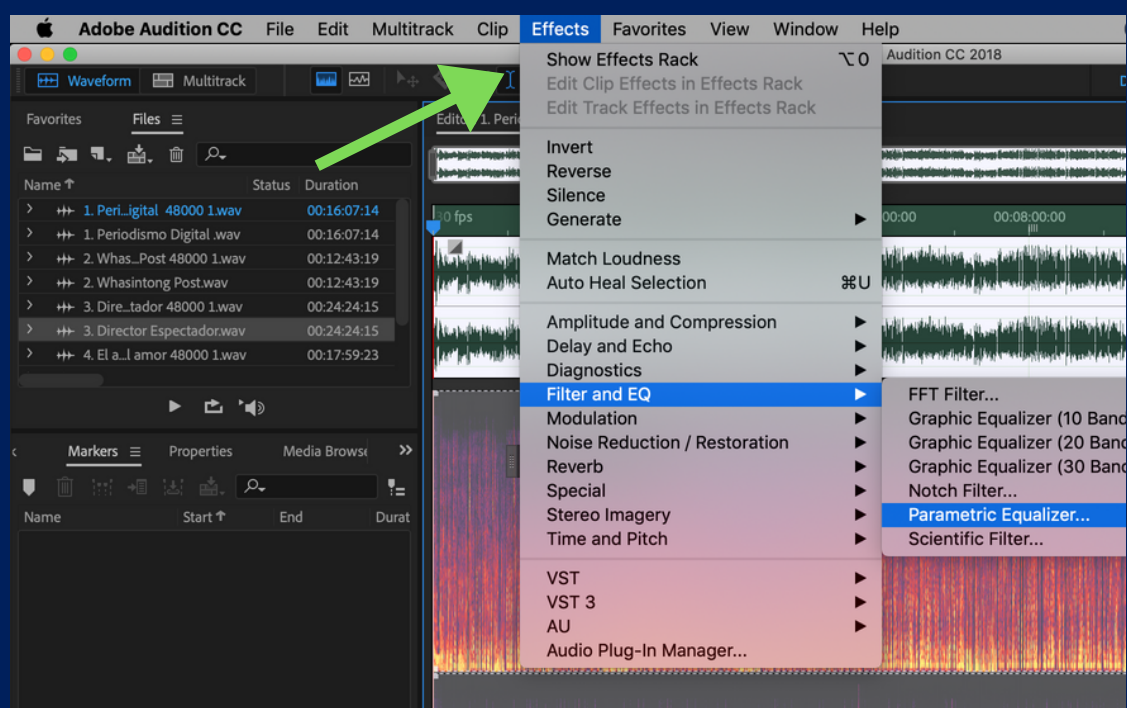 Adobe Audition CC File Edit Multitrack Clip Effects Favorites View Window Help
Audition CC 2018
Waveform Multitrack
Favorites Files
Name Status Duration
1. Peri...igital 48000 1.wav 00:16:07:14
1. Periodismo Digital .wav 00:16:07:14
2. Whas...Post 48000 1.wav 00:12:43:19
2. Whasintong Post.wav 00:12:43:19
3. Dire...tador 48000 1.wav 00:24:24:15
3. Director Espectador.wav 00:24:24:15
4. El a...l amor 48000 1.wav 00:17:59:23
Markers Properties Media Browse
Name Start End Durat
Show Effects Rack ⌥0
Edit Clip Effects in Effects Rack
Edit Track Effects in Effects Rack
Invert
Reverse
Silence
Generate
Match Loudness
Auto Heal Selection ⌘U
Amplitude and Compression
Delay and Echo
Diagnostics
Filter and EQ
Modulation
Noise Reduction / Restoration
Reverb
Special
Stereo Imagery
Time and Pitch
VST
VST 3
AU
Audio Plug-In Manager...
1. Peri
fps 00:00 00:08:00:00
FFT Filter...
Graphic Equalizer (10 Band
Graphic Equalizer (20 Band
Graphic Equalizer (30 Band
Notch Filter...
Parametric Equalizer...
Scientific Filter...